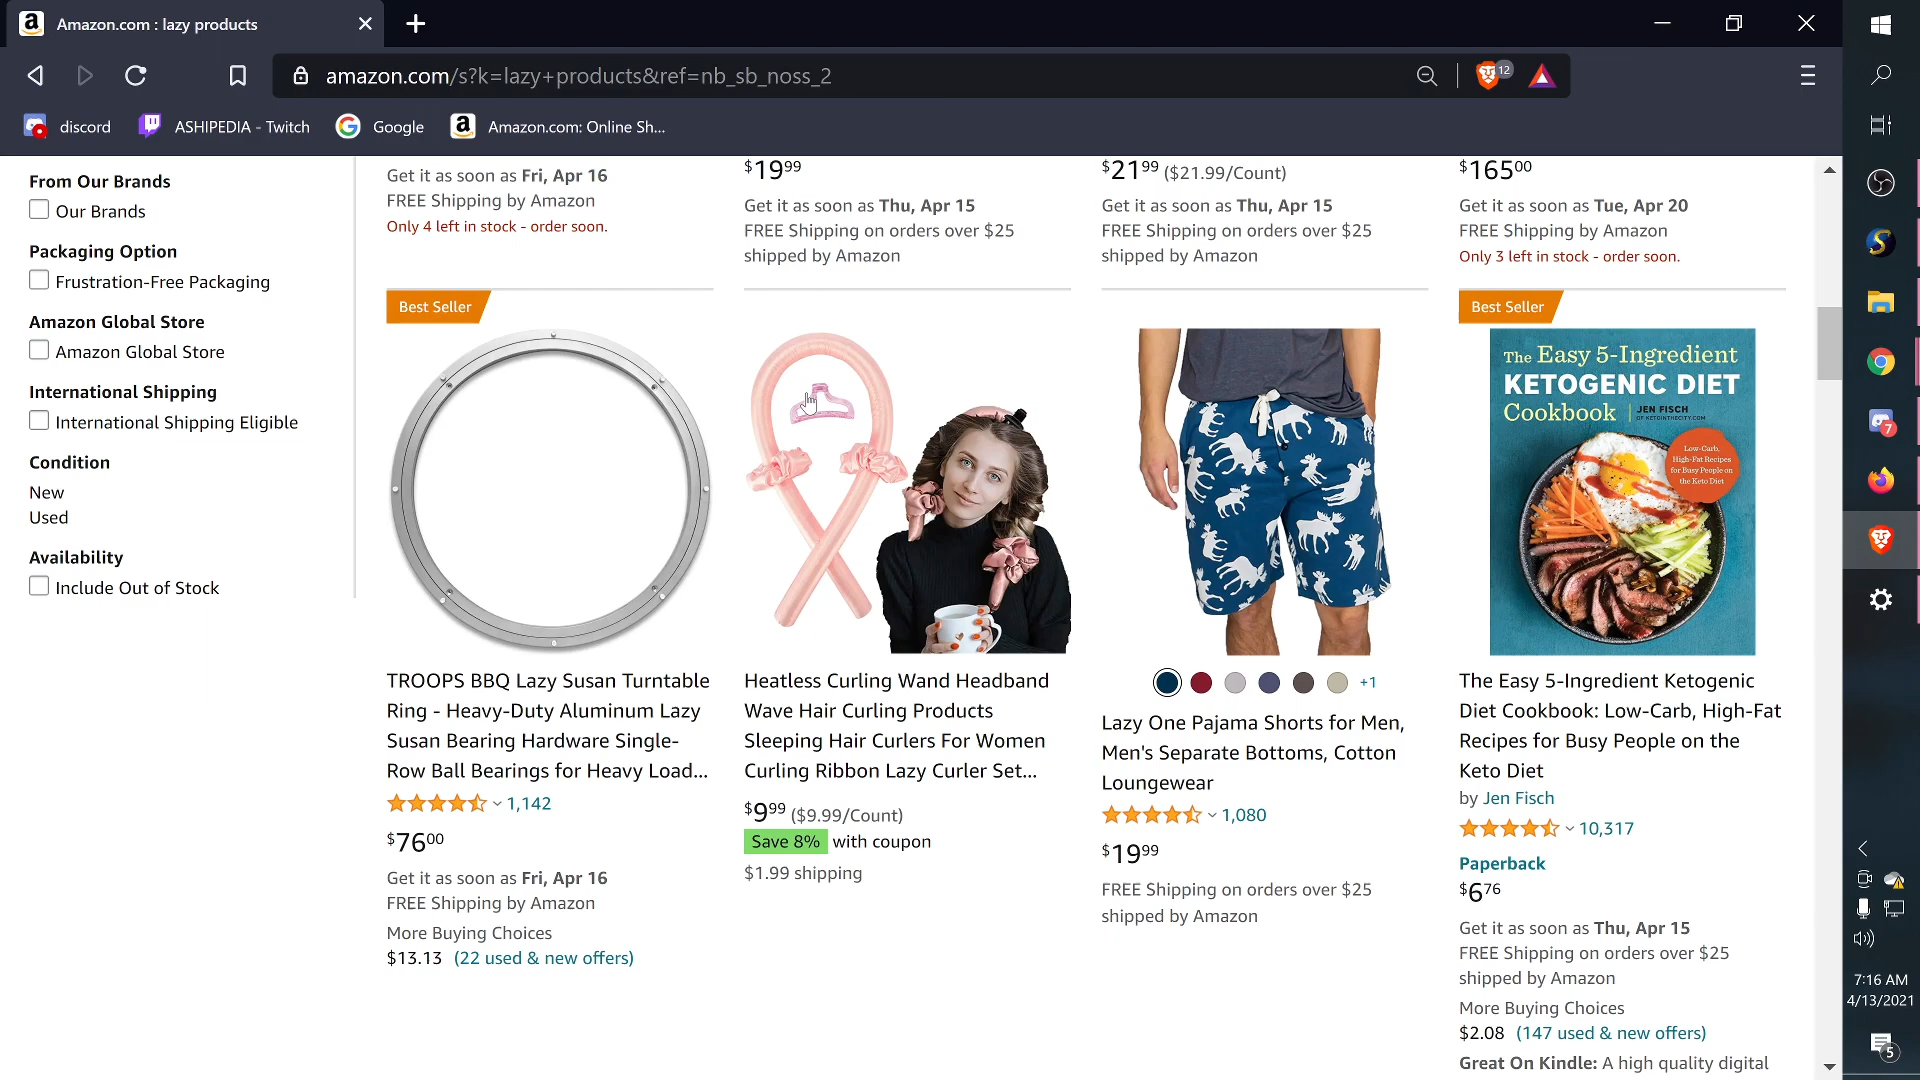 Amazon.com : lazy products
amazon.com/s?k=lazy+products&ref=nb_sb_noss_2
12
discord
ASHIPEDIA - Twitch
Google
Amazon.com: Online Sh...
From Our Brands
Our Brands
Packaging Option
Frustration-Free Packaging
Amazon Global Store
Amazon Global Store
International Shipping
International Shipping Eligible
Condition
New
Used
Availability
Include Out of Stock
Get it as soon as Fri, Apr 16
FREE Shipping by Amazon
Only 4 left in stock - order soon.
$19.99
Get it as soon as Thu, Apr 15
FREE Shipping on orders over $25
shipped by Amazon
$21.99 ($21.99/Count)
Get it as soon as Thu, Apr 15
FREE Shipping on orders over $25
shipped by Amazon
$165.00
Get it as soon as Tue, Apr 20
FREE Shipping by Amazon
Only 3 left in stock - order soon.
Best Seller
TROOPS BBQ Lazy Susan Turntable
Ring - Heavy-Duty Aluminum Lazy
Susan Bearing Hardware Single-
Row Ball Bearings for Heavy Load...
1,142
$76.00
Get it as soon as Fri, Apr 16
FREE Shipping by Amazon
More Buying Choices
$13.13 (22 used & new offers)
Heatless Curling Wand Headband
Wave Hair Curling Products
Sleeping Hair Curlers For Women
Curling Ribbon Lazy Curler Set...
$9.99 ($9.99/Count)
Save 8% with coupon
$1.99 shipping
+1
Lazy One Pajama Shorts for Men,
Men's Separate Bottoms, Cotton
Loungewear
1,080
$19.99
FREE Shipping on orders over $25
shipped by Amazon
Best Seller
The Easy 5-Ingredient
KETOGENIC DIET
Cookbook | JEN FISCH
OF KETOINTHECITY.COM
Low-Carb,
High-Fat Recipes
for Busy People on
the Keto Diet
The Easy 5-Ingredient Ketogenic
Diet Cookbook: Low-Carb, High-Fat
Recipes for Busy People on the
Keto Diet
by Jen Fisch
10,317
Paperback
$6.76
Get it as soon as Thu, Apr 15
FREE Shipping on orders over $25
shipped by Amazon
More Buying Choices
$2.08 (147 used & new offers)
Great On Kindle: A high quality digital
7
7:16 AM
4/13/2021
5